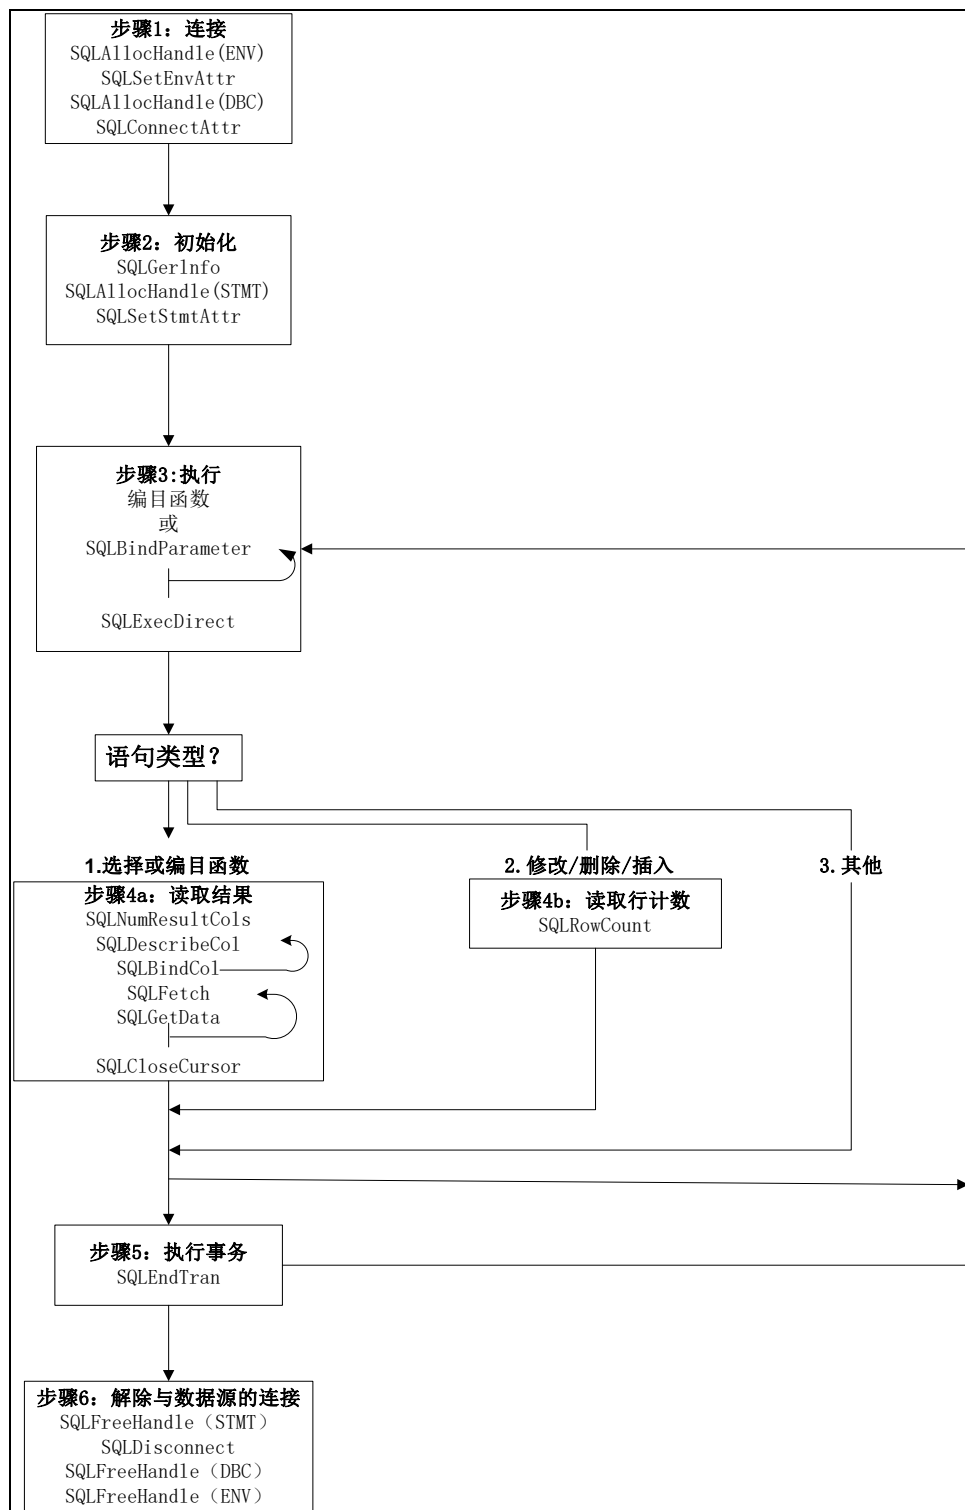 步骤1: 连接
SQLAllocHandle(ENV)
SQLSetEnvAttr
SQLAllocHandle(DBC)
SQLConnectAttr
步骤2: 初始化
SQLGerlnfo
SQLAllocHandle(STMT)
SQLSetStmtAttr
步骤3:执行
编目函数
或
SQLBindParameter
SQLExecDirect
语句类型?
1.选择或编目函数
步骤4a: 读取结果
SQLNumResultCols
SQLDescribeCol
SQLBindCol
SQLFetch
SQLGetData
SQLCloseCursor
2.修改/删除/插入
步骤4b: 读取行计数
SQLRowCount
3.其他
步骤5: 执行事务
SQLEndTran
步骤6: 解除与数据源的连接
SQLFreeHandle（STMT）
SQLDisconnect
SQLFreeHandle（DBC）
SQLFreeHandle（ENV）